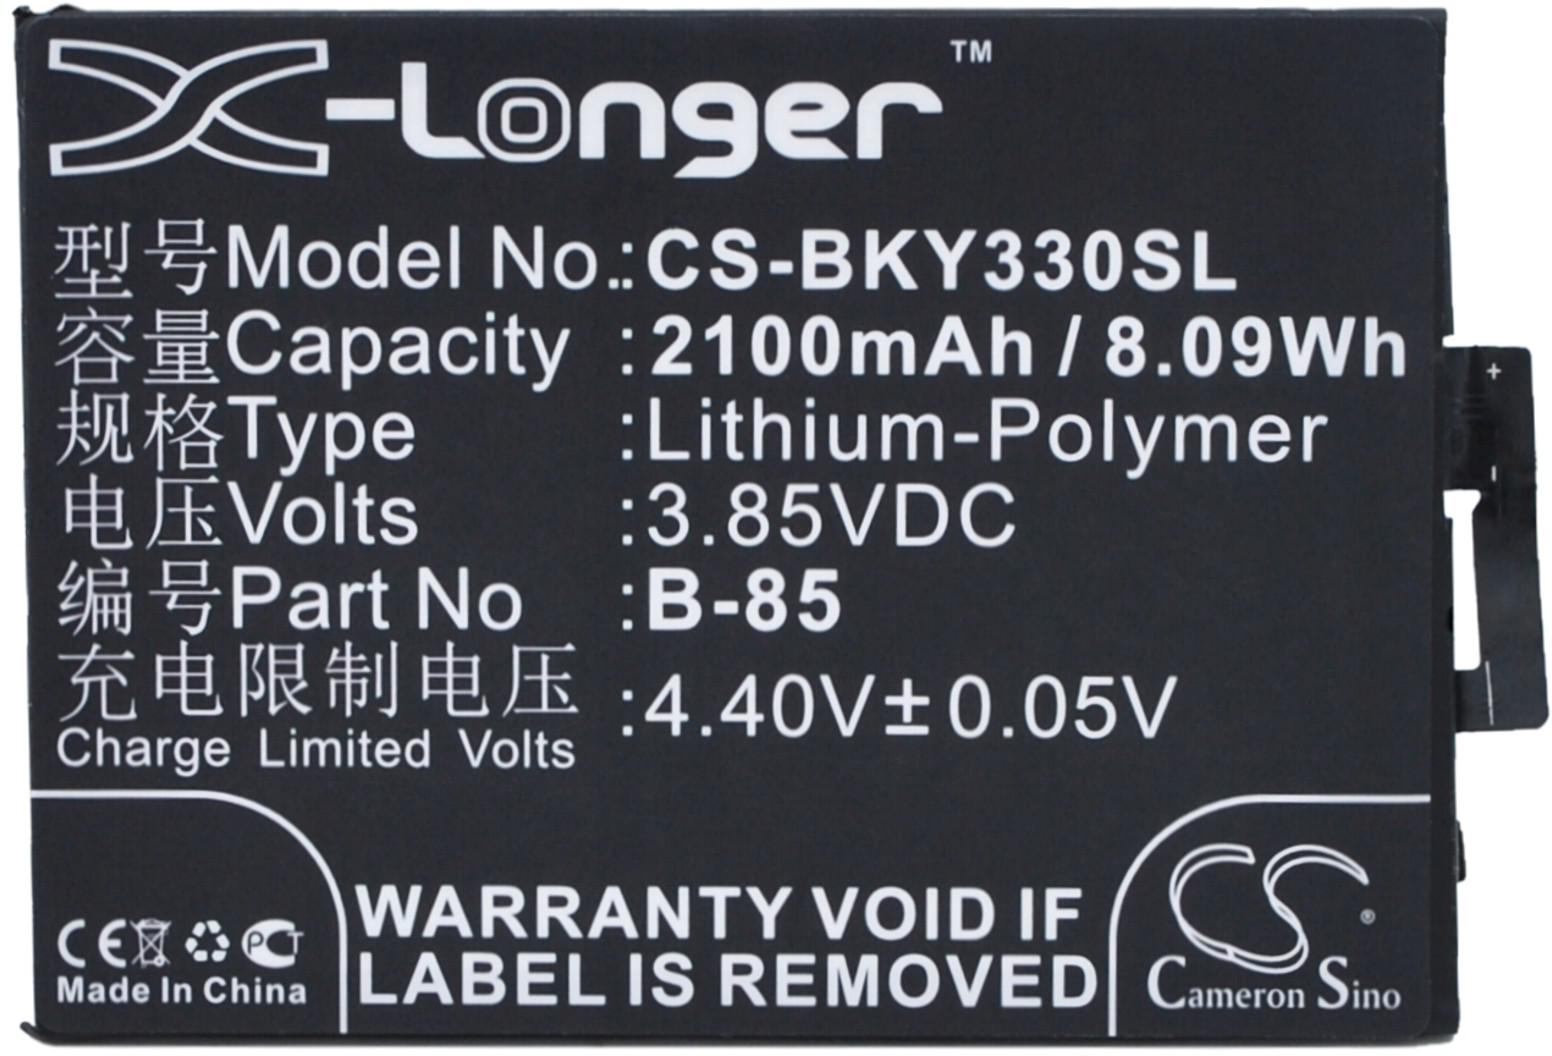 X-Longer™
型号Model No.:CS-BKY330SL
容量Capacity :2100mAh / 8.09Wh
规格Type :Lithium-Polymer
电压Volts :3.85VDC
编号Part No :B-85
充电限制电压
Charge Limited Volts :4.40V±0.05V
CE PCT
Made In China
WARRANTY VOID IF
LABEL IS REMOVED
CS®
Cameron Sino
+
-